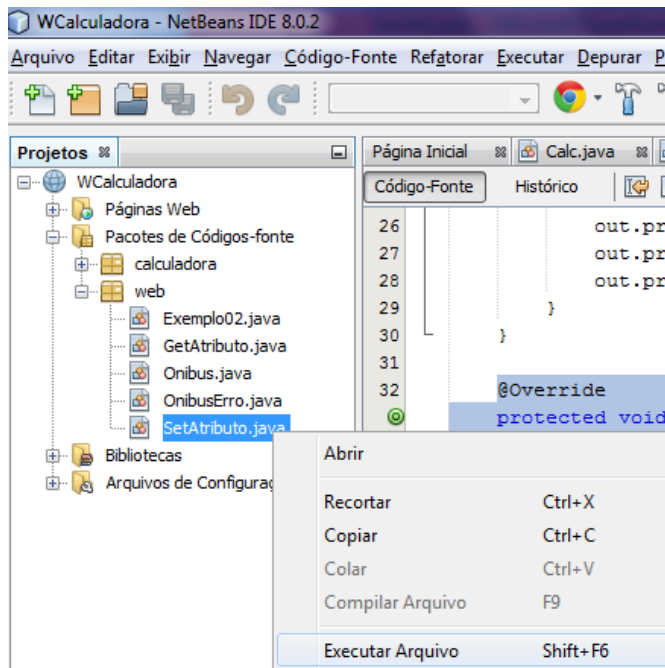 WCalculadora - NetBeans IDE 8.0.2
Arquivo Editar Exibir Navegar Código-Fonte Refatorar Executar Depurar P
Projetos
Página Inicial Calc.java
WCalculadora
Código-Fonte Histórico
Páginas Web
Pacotes de Códigos-fonte
calculadora
web
Exemplo02.java
GetAtributo.java
Onibus.java
OnibusErro.java
SetAtributo.java
Bibliotecas
Arquivos de Configuraç
26 out.pr
27 out.pr
28 out.pr
29 }
30 }
31
32 @Override
protected void
Abrir
Recortar Ctrl+X
Copiar Ctrl+C
Colar Ctrl+V
Compilar Arquivo F9
Executar Arquivo Shift+F6